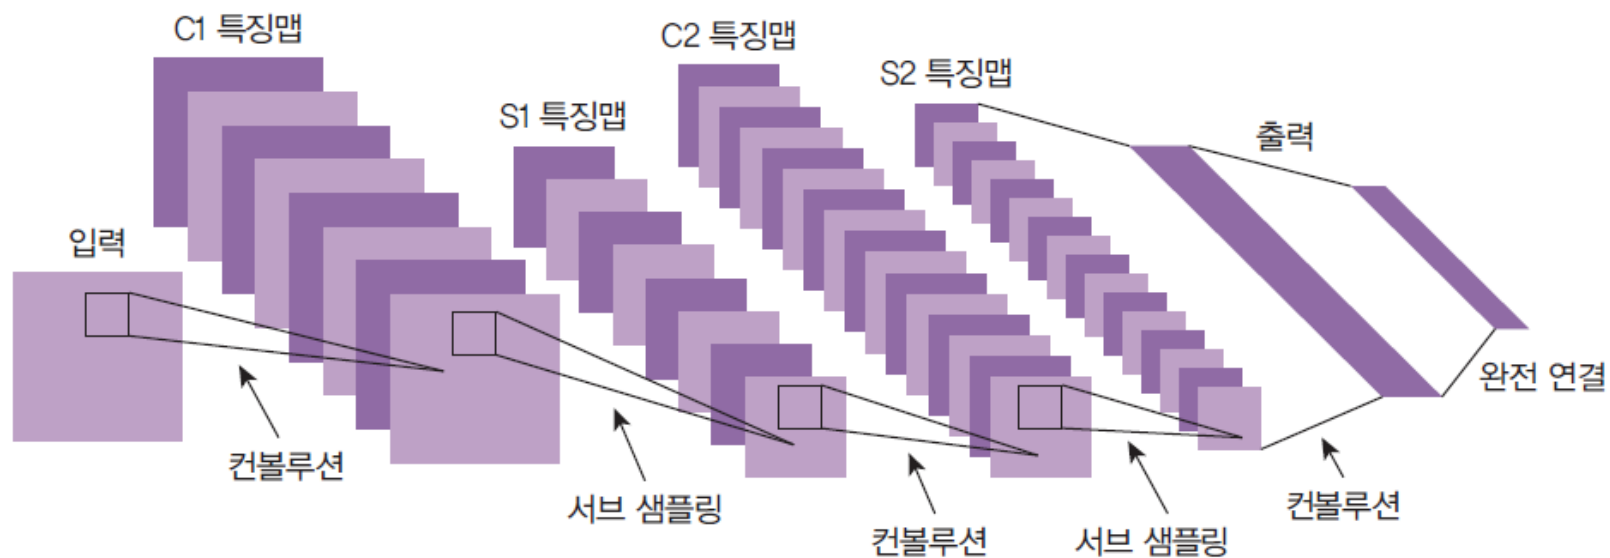 C1 특징맵
C2 특징맵
S2 특징맵
S1 특징맵
출력
입력
완전 연결
컨볼루션
서브 샘플링
컨볼루션
서브 샘플링
컨볼루션